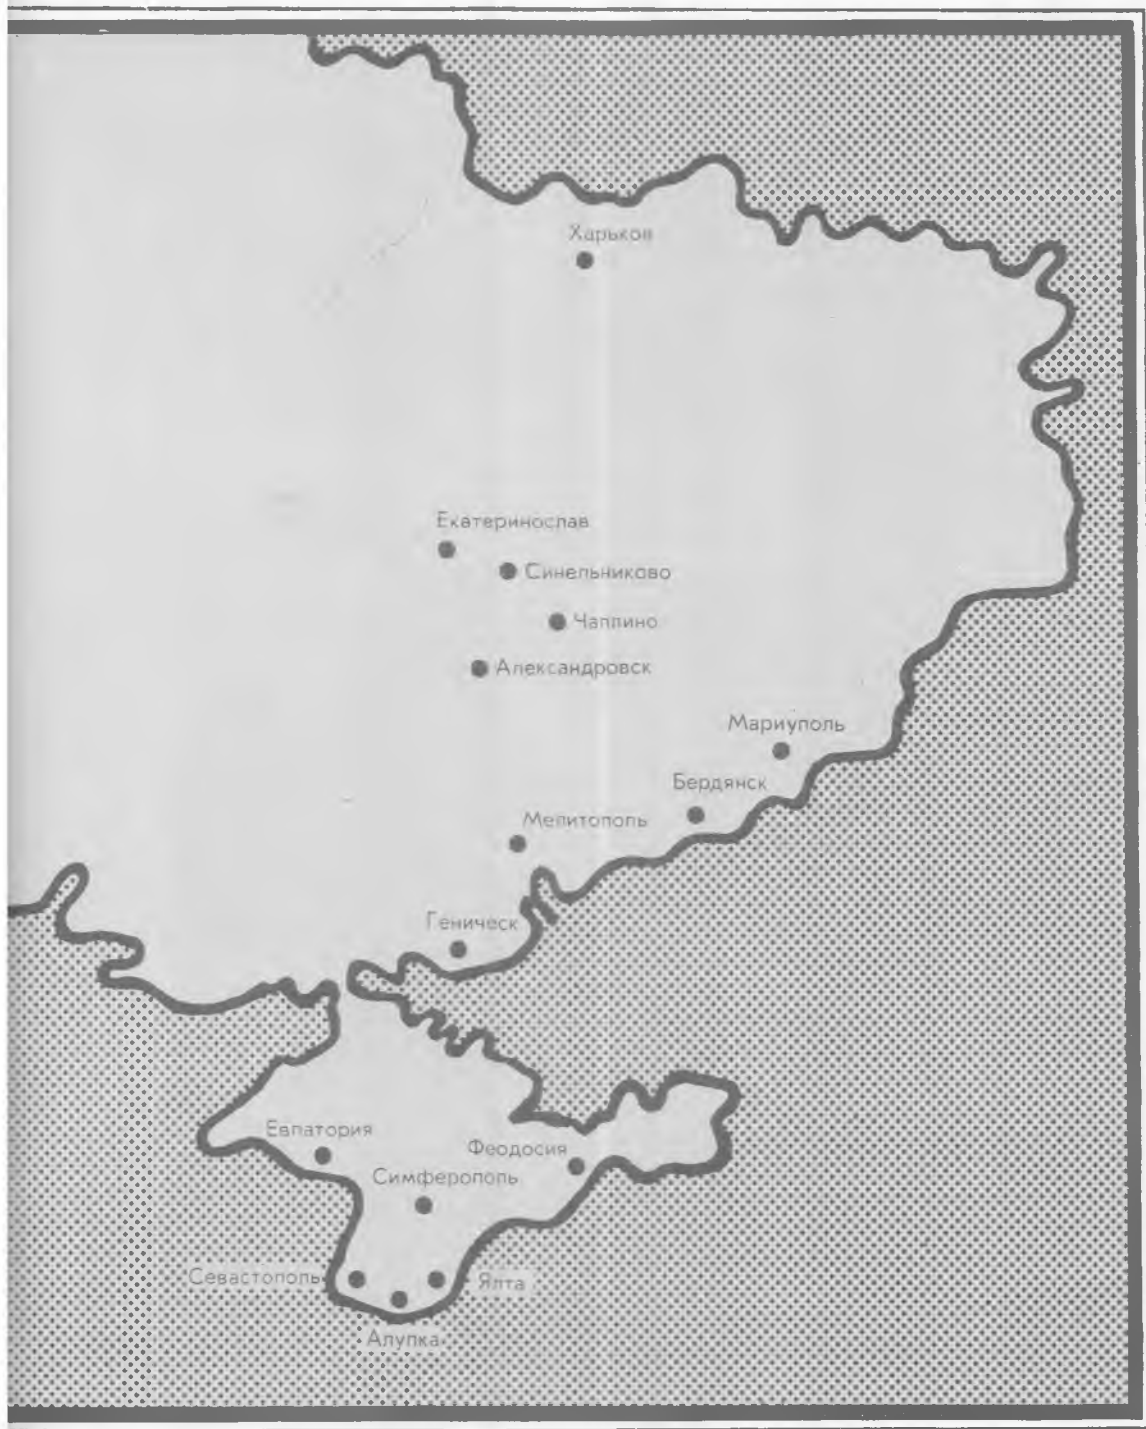 Харьков
Екатеринослав
Синельниково
Чаплино
Александровск
Мариуполь
Бердянск
Мелитополь
Геническ
Евпатория
Феодосия
Симферополь
Севастополь
Ялта
Алупка